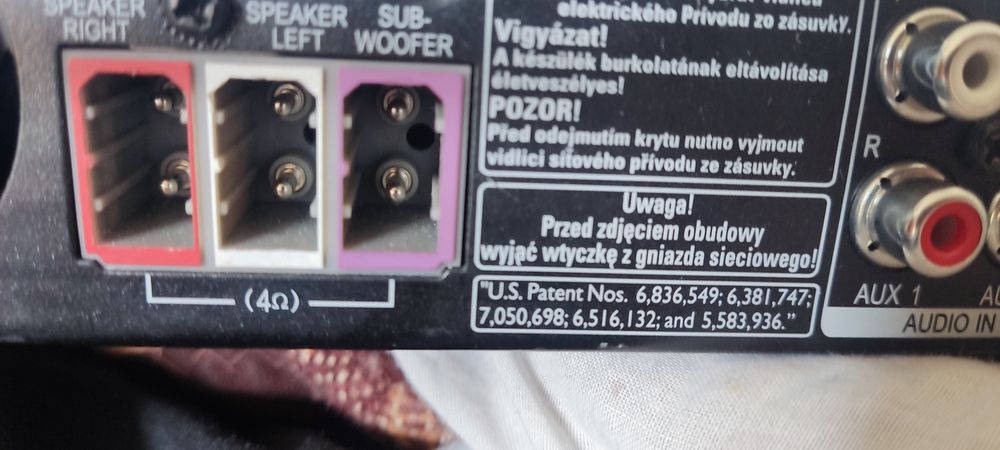 SPEAKER
RIGHT
SPEAKER
LEFT
SUB-
WOOFER
(4Ω)
elektrického Prívodu zo zásuvky.
Vigyázat!
A készülék burkolatának eltávolítása
életveszélyes!
POZOR!
Před odejmutím krytu nutno vyjmout
vidlici síťového přívodu ze zásuvky.
Uwaga!
Przed zdjęciem obudowy
wyjąć wtyczkę z gniazda sieciowego!
"U.S. Patent Nos. 6,836,549; 6,381,747;
7,050,698; 6,516,132; and 5,583,936."
R
AUX 1
AUDIO IN